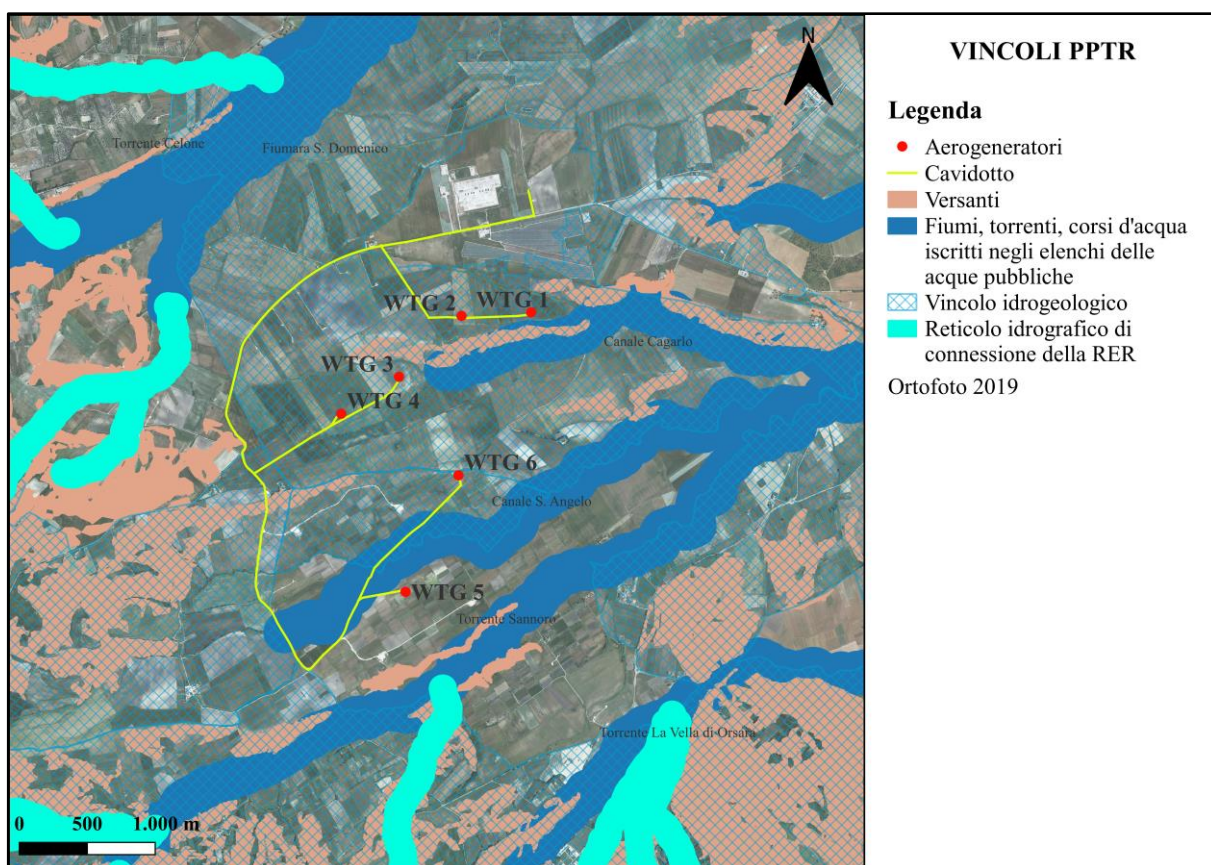 N
Torrente Celone
Fiumara S. Domenico
WTG 2
WTG 1
Canale Cagarlo
WTG 3
WTG 4
WTG 6
Canale S. Angelo
WTG 5
Torrente Sannoro
Torrente La Vella di Orsara
0 500 1.000 m
VINCOLI PPTR
Legenda
Aerogeneratori
Cavidotto
Versanti
Fiumi, torrenti, corsi d'acqua
iscritti negli elenchi delle
acque pubbliche
Vincolo idrogeologico
Reticolo idrografico di
connessione della RER
Ortofoto 2019